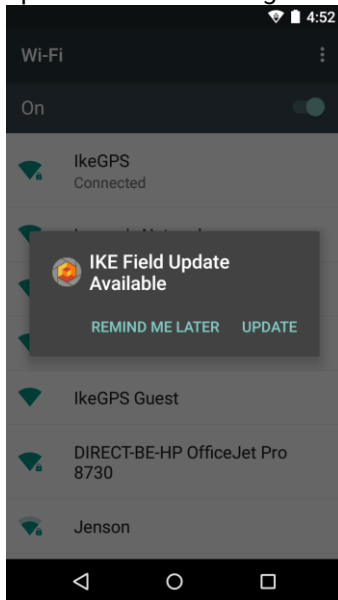 4:52
Wi-Fi
On
IkeGPS
Connected
IKE Field Update
Available
REMIND ME LATER UPDATE
IkeGPS Guest
DIRECT-BE-HP OfficeJet Pro
8730
Jenson